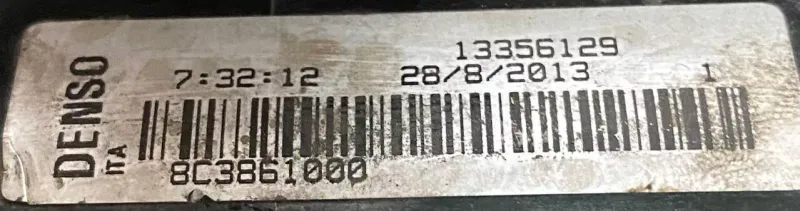 DENSO
ITA
13356129
7:32:12 28/8/2013 1
8C3861000